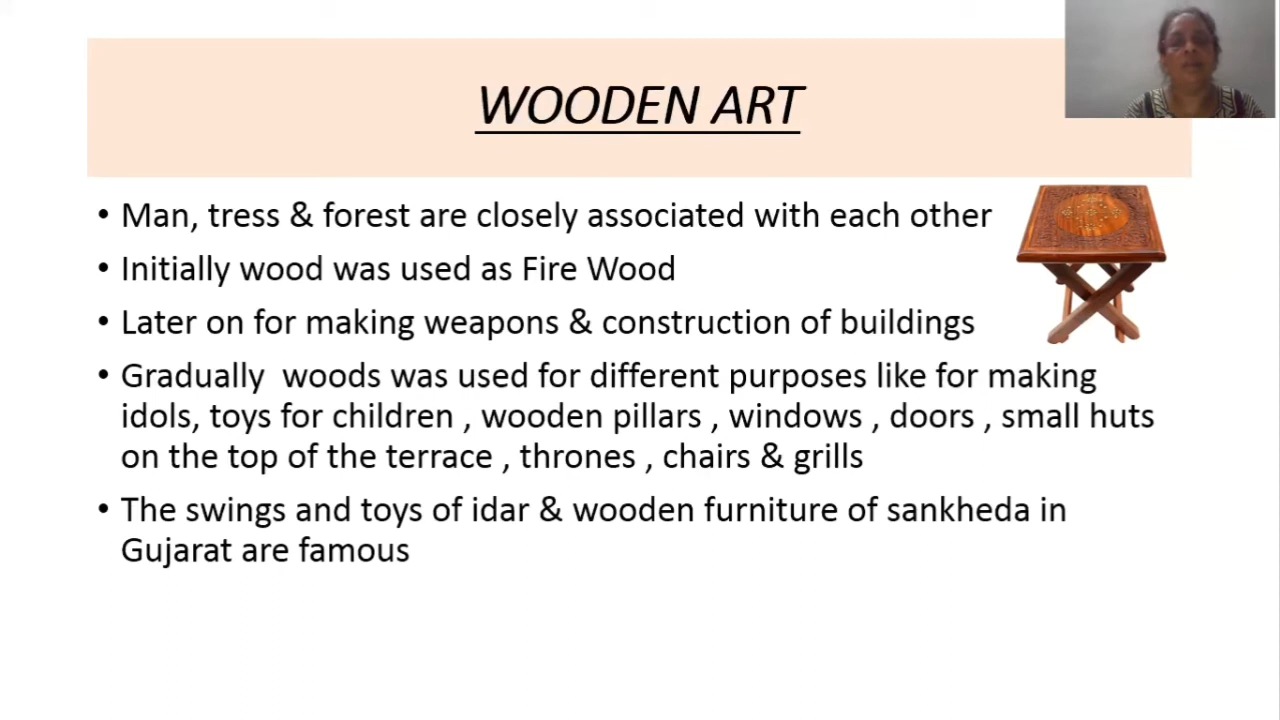 WOODEN ART
• Man, tress & forest are closely associated with each other
• Initially wood was used as Fire Wood
• Later on for making weapons & construction of buildings
• Gradually  woods was used for different purposes like for making
idols, toys for children , wooden pillars , windows , doors , small huts
on the top of the terrace , thrones , chairs & grills
• The swings and toys of idar & wooden furniture of sankheda in
Gujarat are famous